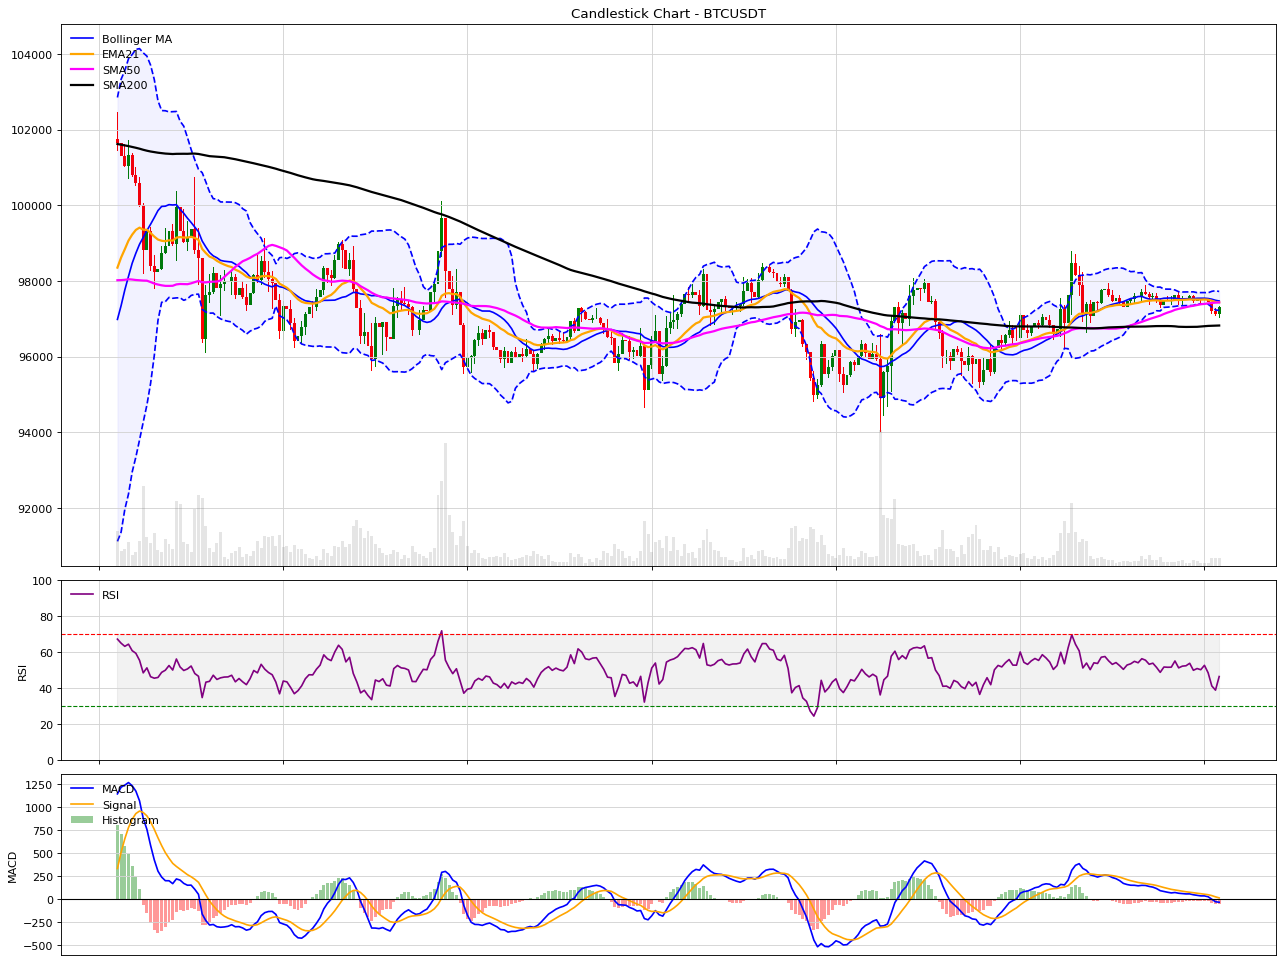 Candlestick Chart - BTCUSDT
Bollinger MA
EMA21
SMA50
SMA200
104000
102000
100000
98000
96000
94000
92000
RSI
100
80
60
40
20
0
RSI
MACD
Signal
Histogram
1250
1000
750
500
250
0
−250
−500
MACD